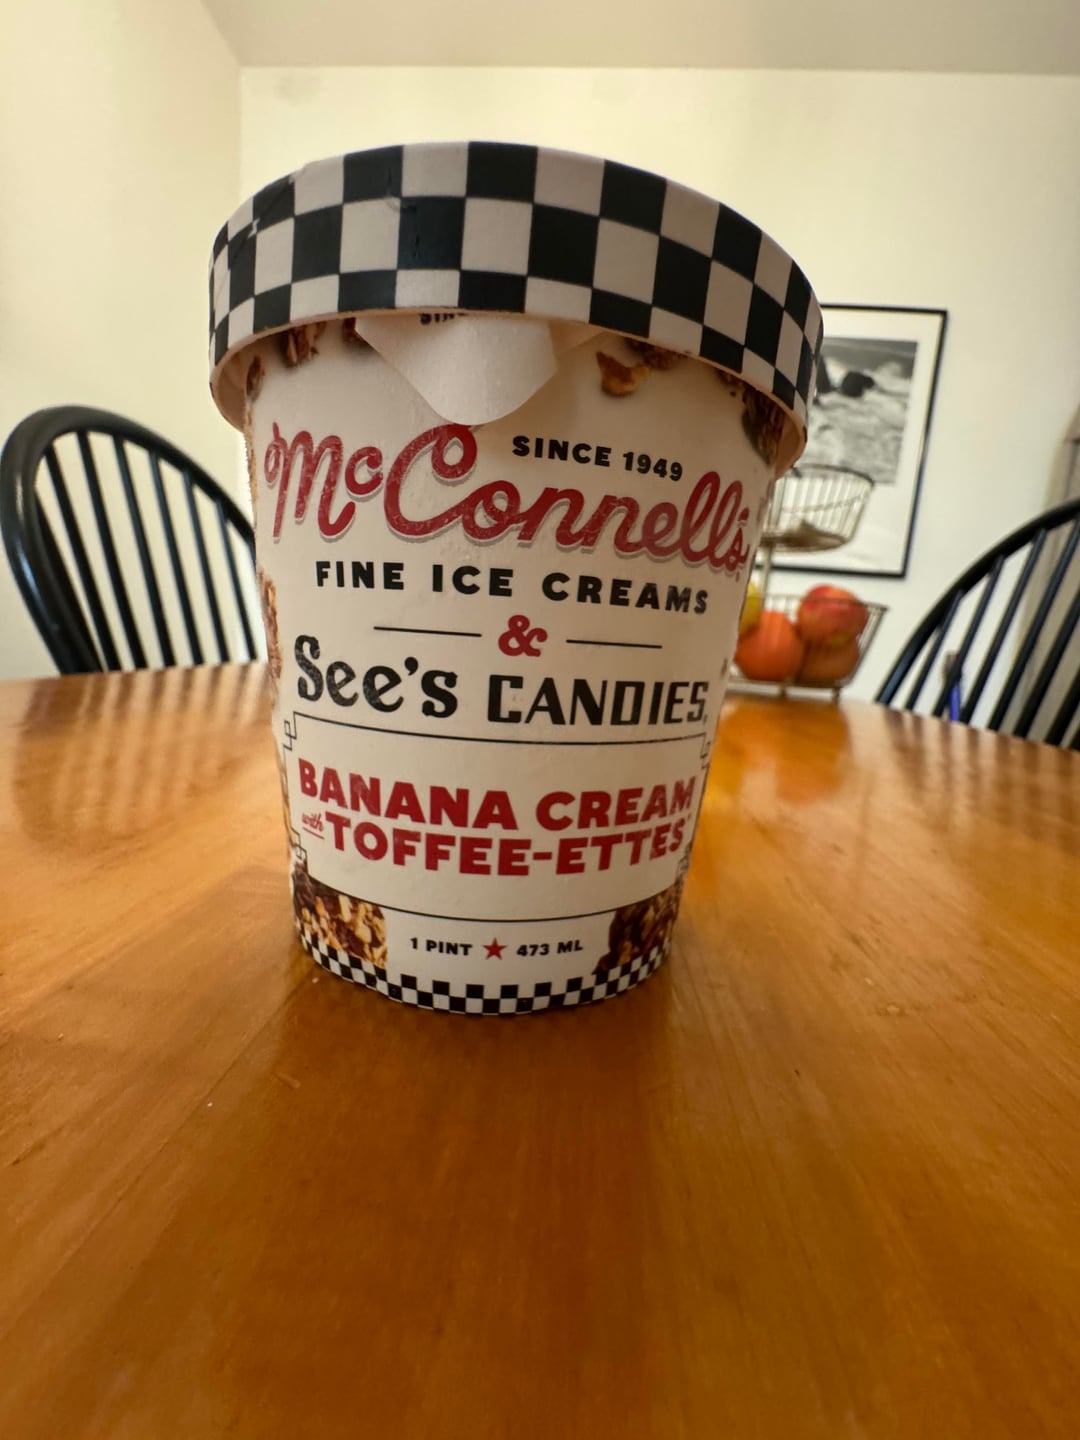 SINCE 1949
McConnell's
FINE ICE CREAMS
&
See's CANDIES
BANANA CREAM
with TOFFEE-ETTES
1 PINT ★ 473 ML